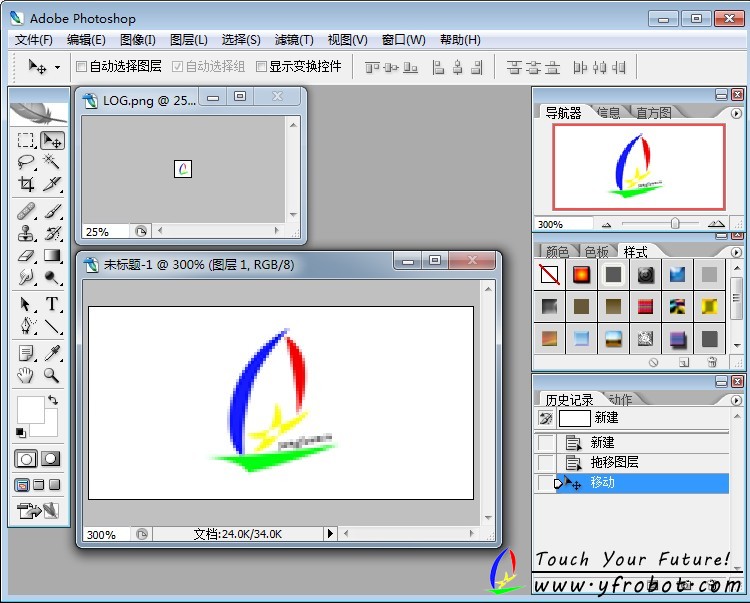 Adobe Photoshop
文件(F) 编辑(E) 图像(I) 图层(L) 选择(S) 滤镜(T) 视图(V) 窗口(W) 帮助(H)
自动选择图层 自动选择组 显示变换控件
LOG.png @ 25...
25%
未标题-1 @ 300% (图层 1, RGB/8)
300% 文档:24.0K/34.0K
导航器 信息 直方图
300%
颜色 色板 样式
历史记录 动作
新建
新建
拖移图层
移动
Touch Your Future!
www.yfrobot.com